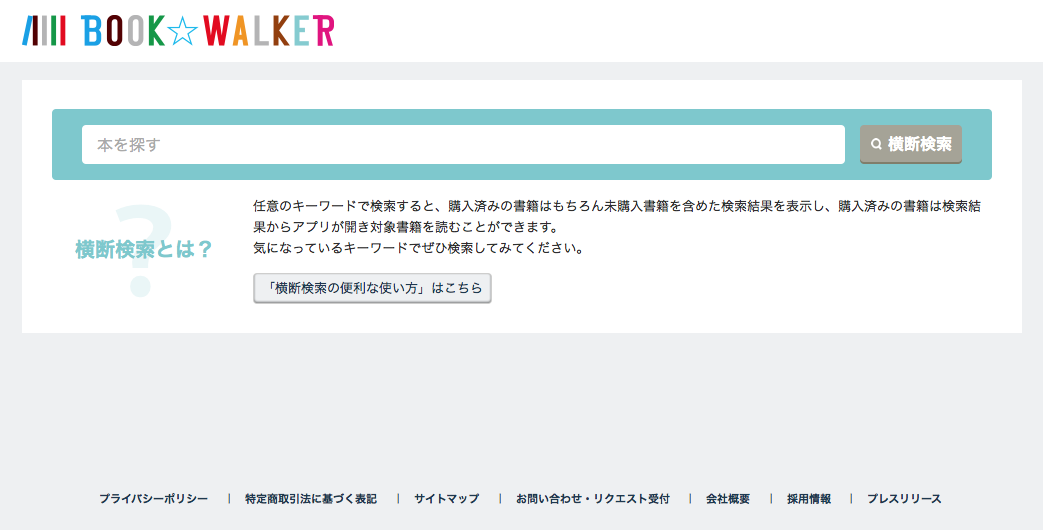 BOOK☆WALKER
本を探す
横断検索
横断検索とは？
任意のキーワードで検索すると、購入済みの書籍はもちろん未購入書籍を含めた検索結果を表示し、購入済みの書籍は検索結
果からアプリが開き対象書籍を読むことができます。
気になっているキーワードでぜひ検索してみてください。
「横断検索の便利な使い方」はこちら
プライバシーポリシー | 特定商取引法に基づく表記 | サイトマップ | お問い合わせ・リクエスト受付 | 会社概要 | 採用情報 | プレスリリース